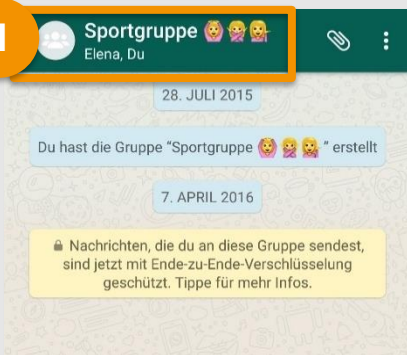 1
Sportgruppe 🙆🙅💁
Elena, Du
28. JULI 2015
Du hast die Gruppe "Sportgruppe 🙆🙅💁" erstellt
7. APRIL 2016
Nachrichten, die du an diese Gruppe sendest,
sind jetzt mit Ende-zu-Ende-Verschlüsselung
geschützt. Tippe für mehr Infos.